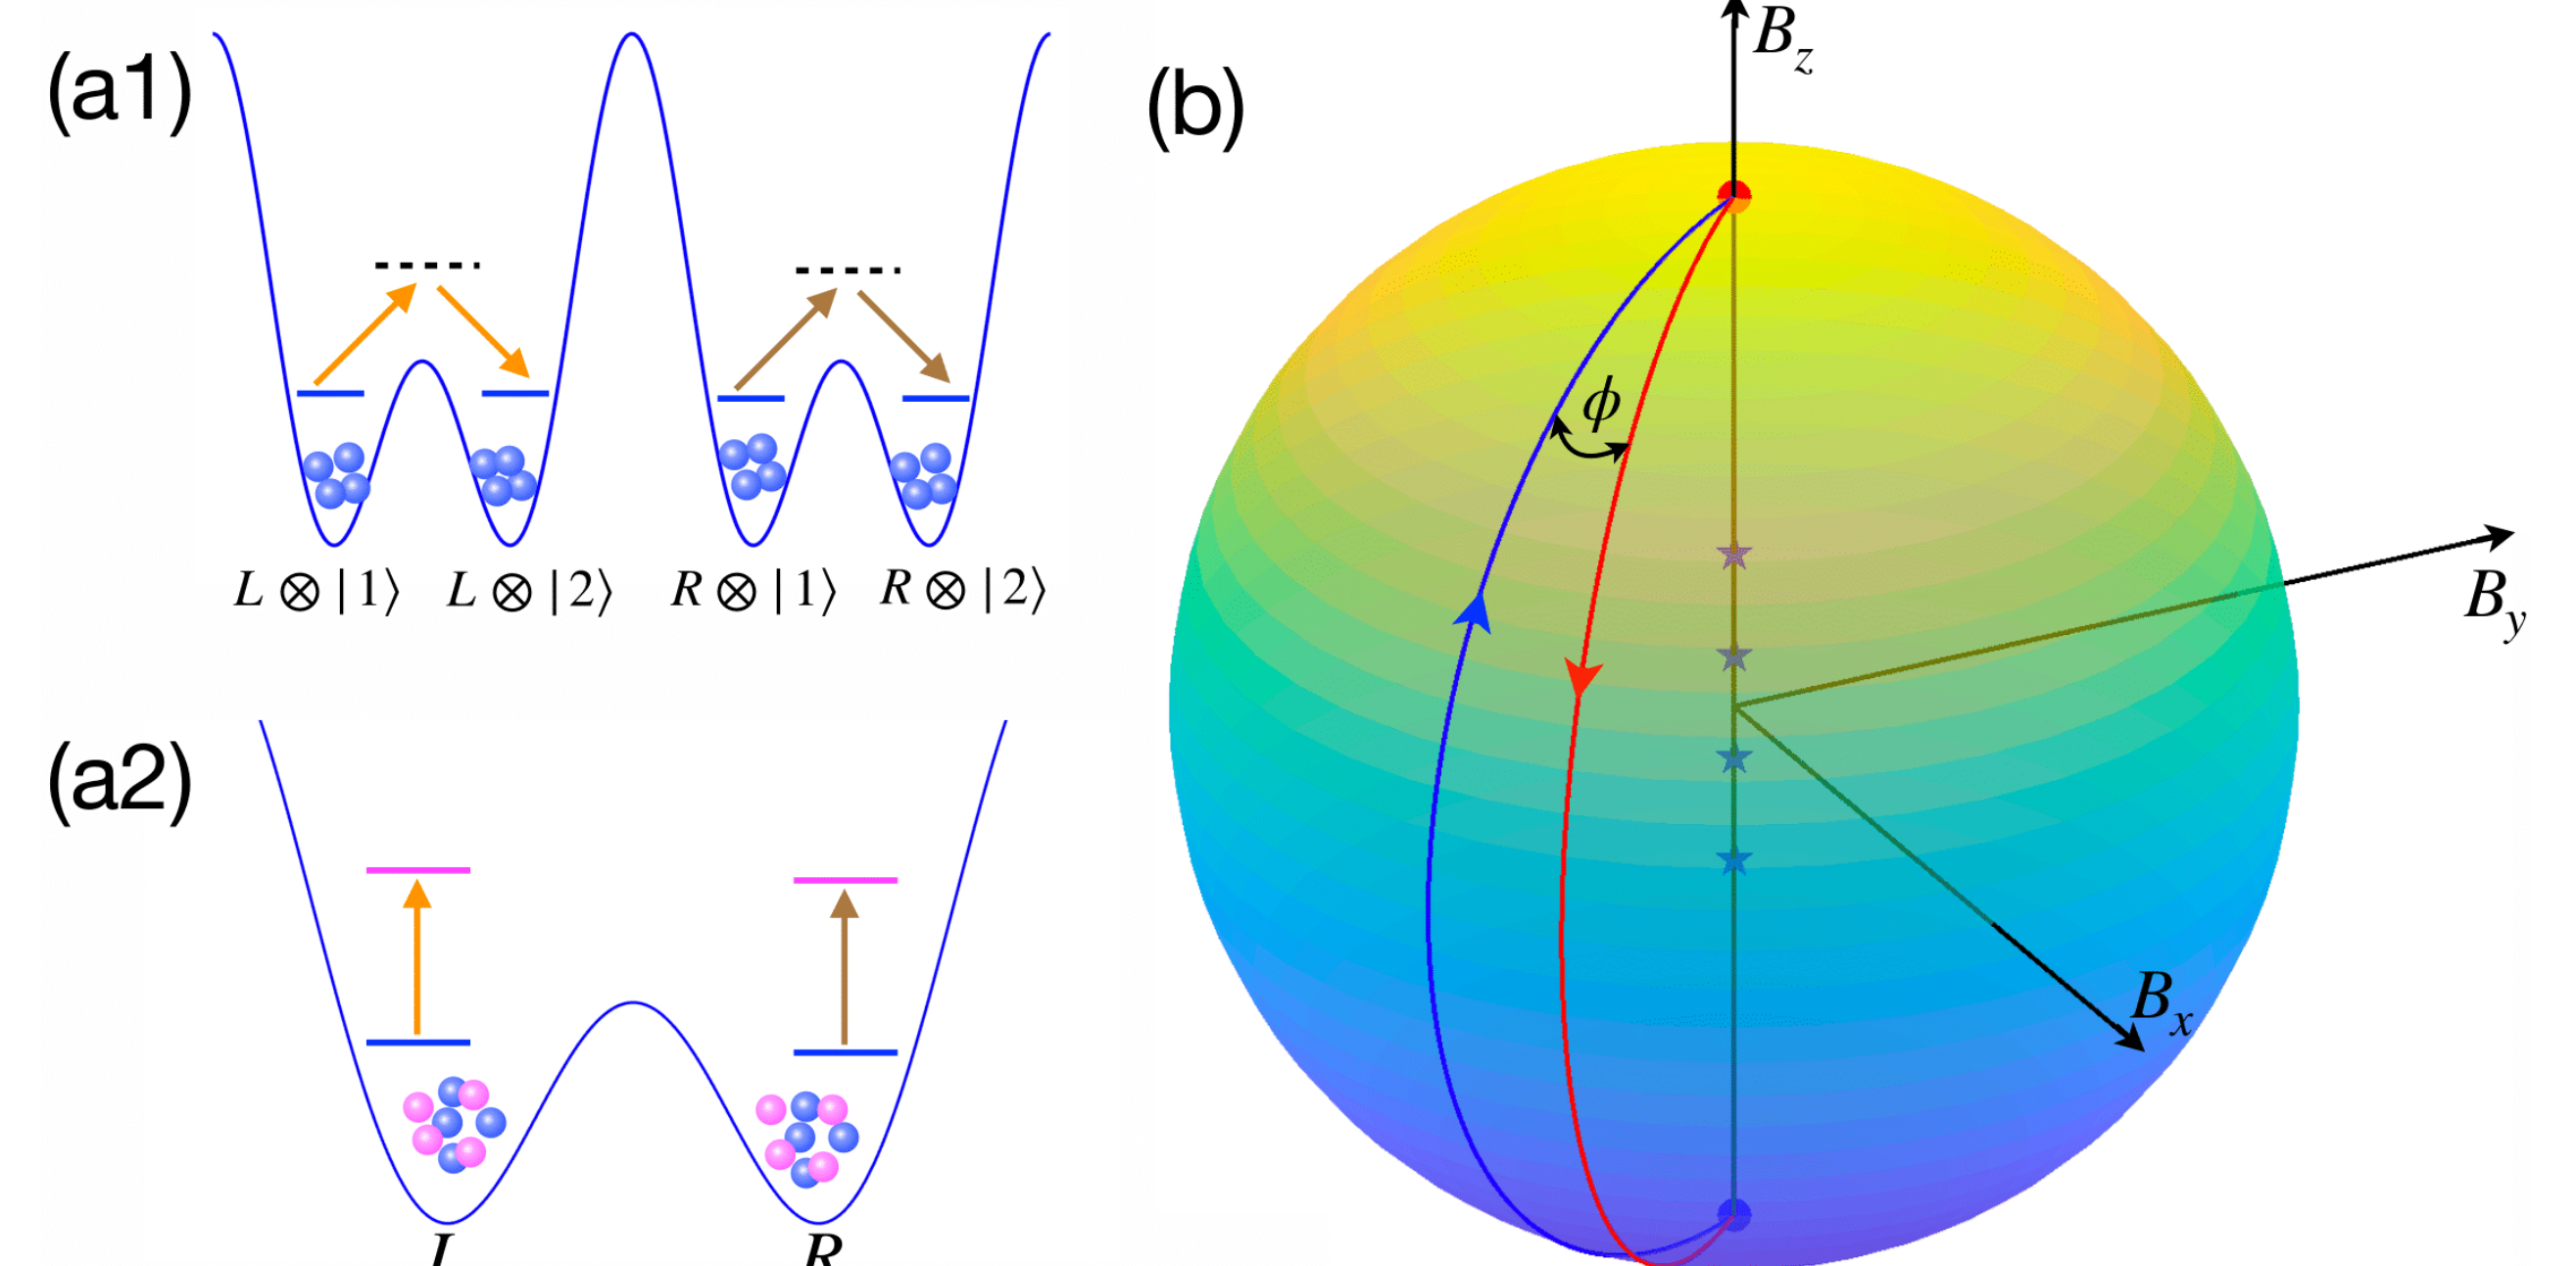 (a1)
L ⊗ |1⟩ L ⊗ |2⟩ R ⊗ |1⟩ R ⊗ |2⟩
(a2)
L R
(b)
B_z
ϕ
B_y
B_x